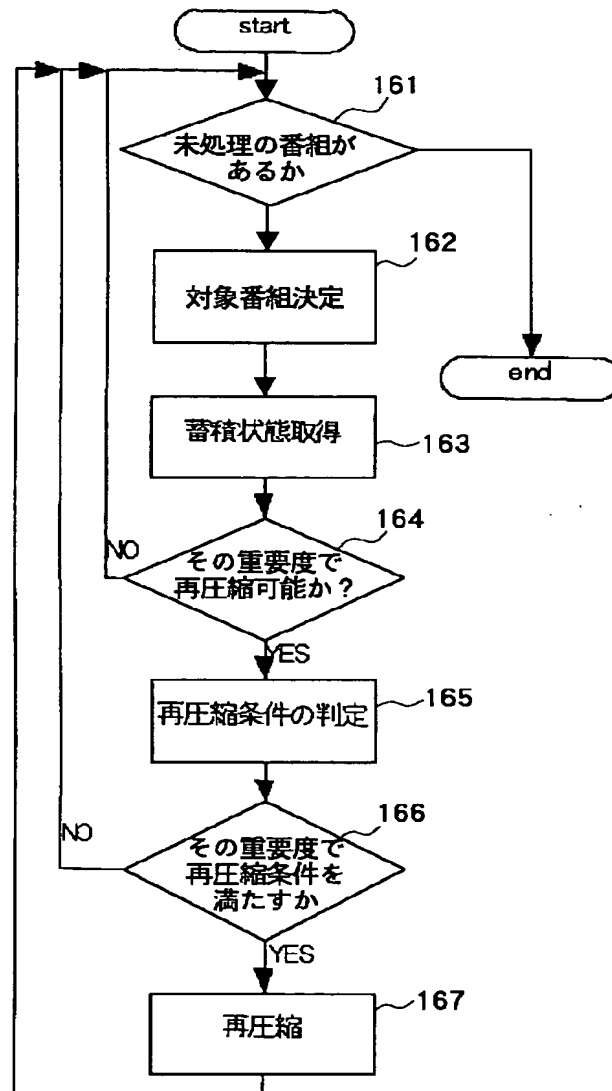 start
161
未処理の番組が
あるか
162
対象番組決定
end
蓄積状態取得
163
164
NO
その重要度で
再圧縮可能か？
YES
再圧縮条件の判定
165
166
NO
その重要度で
再圧縮条件を
満たすか
YES
167
再圧縮